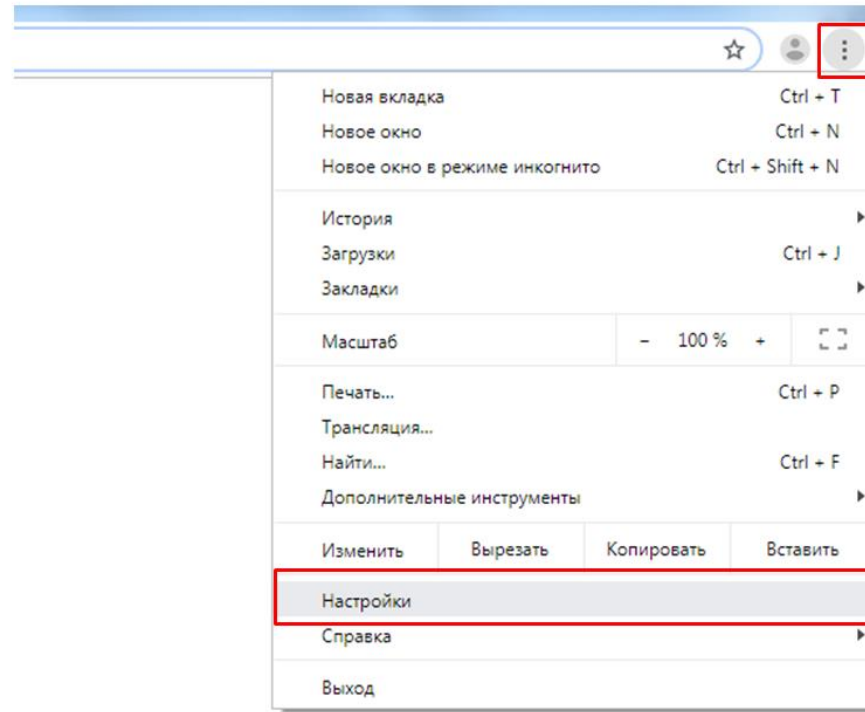 Новая вкладка Ctrl + T
Новое окно Ctrl + N
Новое окно в режиме инкогнито Ctrl + Shift + N
История
Загрузки Ctrl + J
Закладки
Масштаб - 100 % +
Печать... Ctrl + P
Трансляция...
Найти... Ctrl + F
Дополнительные инструменты
Изменить Вырезать Копировать Вставить
Настройки
Справка
Выход